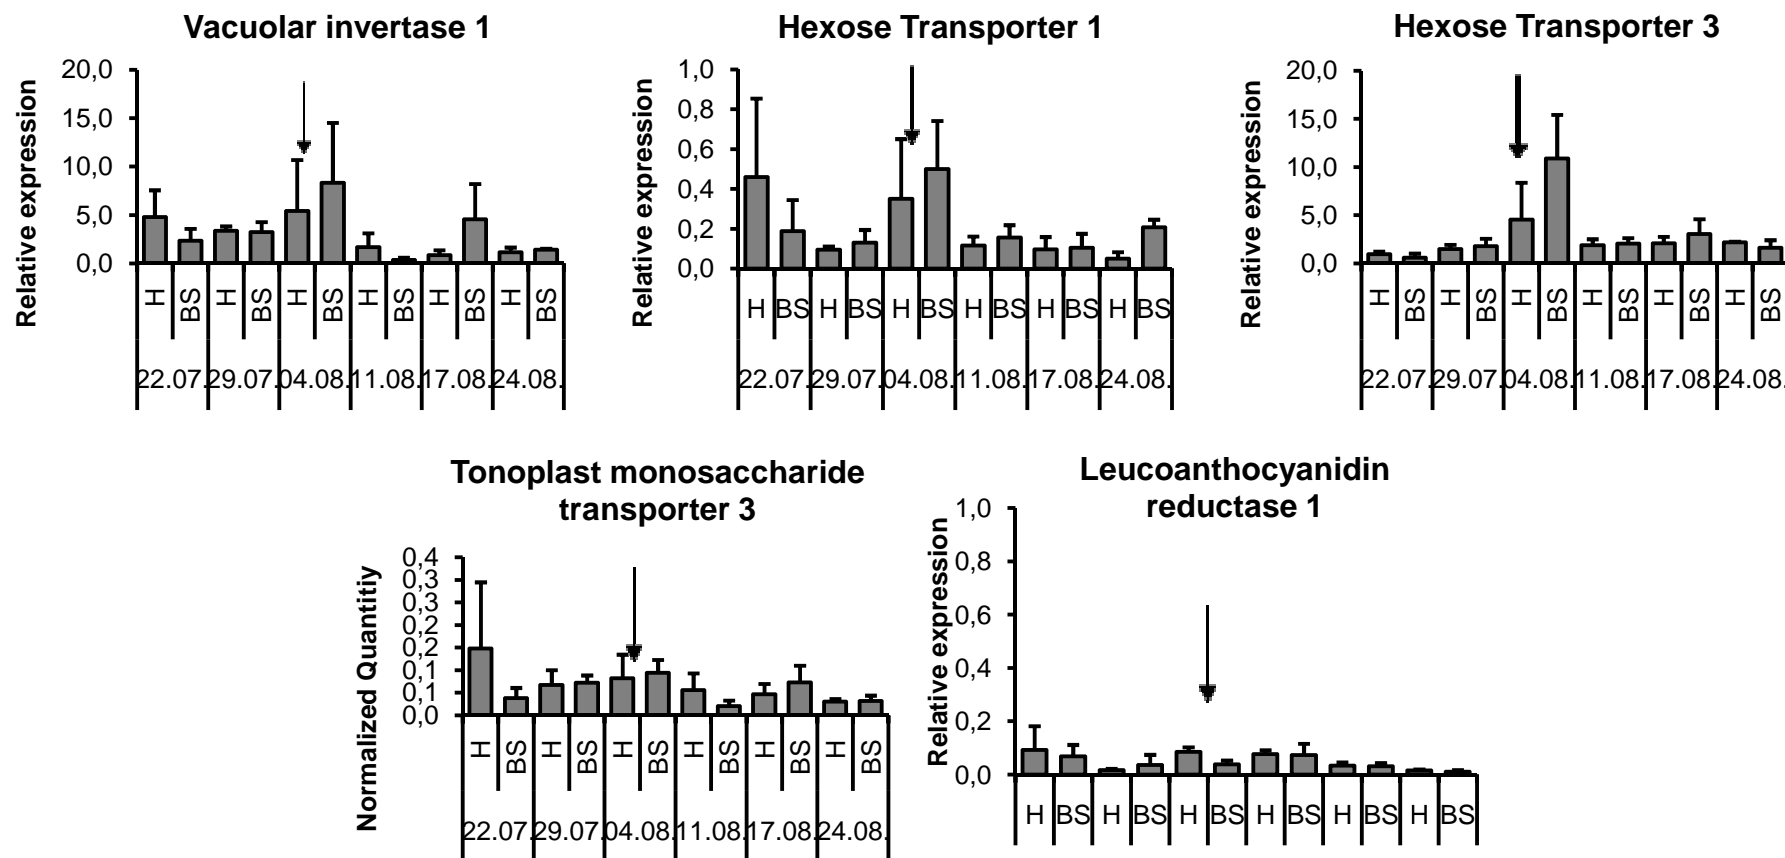 Vacuolar invertase 1
Relative expression
20,0
15,0
10,0
5,0
0,0
H BS H BS H BS H BS H BS H BS
22.07. 29.07. 04.08. 11.08. 17.08. 24.08.
Hexose Transporter 1
Relative expression
1,0
0,8
0,6
0,4
0,2
0,0
H BS H BS H BS H BS H BS H BS
22.07. 29.07. 04.08. 11.08. 17.08. 24.08.
Hexose Transporter 3
Relative expression
20,0
15,0
10,0
5,0
0,0
H BS H BS H BS H BS H BS H BS
22.07. 29.07. 04.08. 11.08. 17.08. 24.08.
Tonoplast monosaccharide
transporter 3
Normalized Quantitiy
0,4
0,3
0,3
0,2
0,2
0,1
0,1
0,0
H BS H BS H BS H BS H BS H BS
22.07. 29.07. 04.08. 11.08. 17.08. 24.08.
Leucoanthocyanidin
reductase 1
Relative expression
1,0
0,8
0,6
0,4
0,2
0,0
H BS H BS H BS H BS H BS H BS